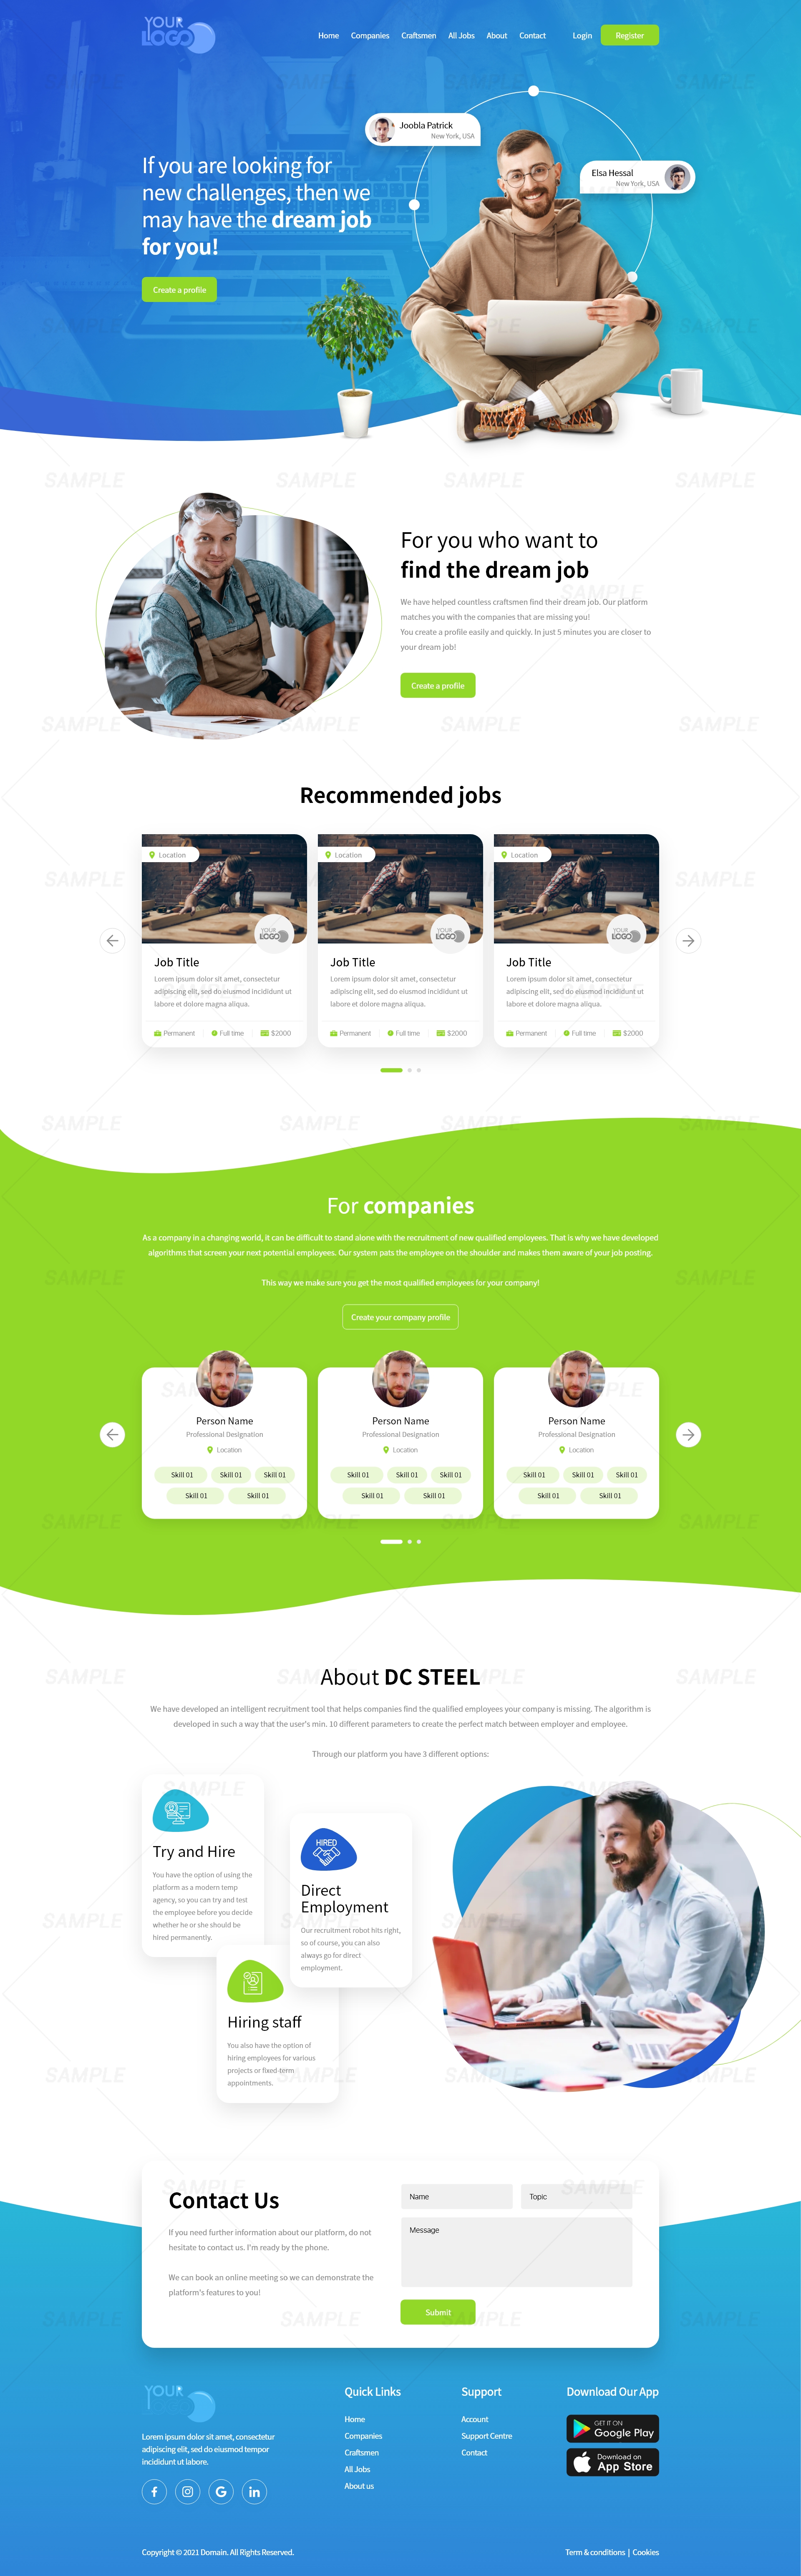 YOUR
LOGO
Home Companies Craftsmen All Jobs About Contact Login Register
Joobla Patrick
New York, USA
Elsa Hessal
New York, USA
If you are looking for
new challenges, then we
may have the dream job
for you!
Create a profile
For you who want to
find the dream job
We have helped countless craftsmen find their dream job. Our platform
matches you with the companies that are missing you!
You create a profile easily and quickly. In just 5 minutes you are closer to
your dream job!
Create a profile
Recommended jobs
Location
YOUR
LOGO
Job Title
Lorem ipsum dolor sit amet, consectetur
adipiscing elit, sed do eiusmod incididunt ut
labore et dolore magna aliqua.
Permanent Full time $2000
Location
YOUR
LOGO
Job Title
Lorem ipsum dolor sit amet, consectetur
adipiscing elit, sed do eiusmod incididunt ut
labore et dolore magna aliqua.
Permanent Full time $2000
Location
YOUR
LOGO
Job Title
Lorem ipsum dolor sit amet, consectetur
adipiscing elit, sed do eiusmod incididunt ut
labore et dolore magna aliqua.
Permanent Full time $2000
For companies
As a company in a changing world, it can be difficult to stand alone with the recruitment of new qualified employees. That is why we have developed
algorithms that screen your next potential employees. Our system pats the employee on the shoulder and makes them aware of your job posting.
This way we make sure you get the most qualified employees for your company!
Create your company profile
Person Name
Professional Designation
Location
Skill 01 Skill 01 Skill 01
Skill 01 Skill 01
Person Name
Professional Designation
Location
Skill 01 Skill 01 Skill 01
Skill 01 Skill 01
Person Name
Professional Designation
Location
Skill 01 Skill 01 Skill 01
Skill 01 Skill 01
About DC STEEL
We have developed an intelligent recruitment tool that helps companies find the qualified employees your company is missing. The algorithm is
developed in such a way that the user's min. 10 different parameters to create the perfect match between employer and employee.
Through our platform you have 3 different options:
Try and Hire
You have the option of using the
platform as a modern temp
agency, so you can try and test
the employee before you decide
whether he or she should be
hired permanently.
HIRED
Direct
Employment
Our recruitment robot hits right,
so of course, you can also
always go for direct
employment.
Hiring staff
You also have the option of
hiring employees for various
projects or fixed-term
appointments.
Contact Us
If you need further information about our platform, do not
hesitate to contact us. I'm ready by the phone.
We can book an online meeting so we can demonstrate the
platform's features to you!
Name Topic
Message
Submit
YOUR
Lorem ipsum dolor sit amet, consectetur
adipiscing elit, sed do eiusmod tempor
incididunt ut labore.
Quick Links
Home
Companies
Craftsmen
All Jobs
About us
Support
Account
Support Centre
Contact
Download Our App
GET IT ON
Google Play
Download on
App Store
Copyright © 2021 Domain. All Rights Reserved.
Term & conditions | Cookies
SAMPLE